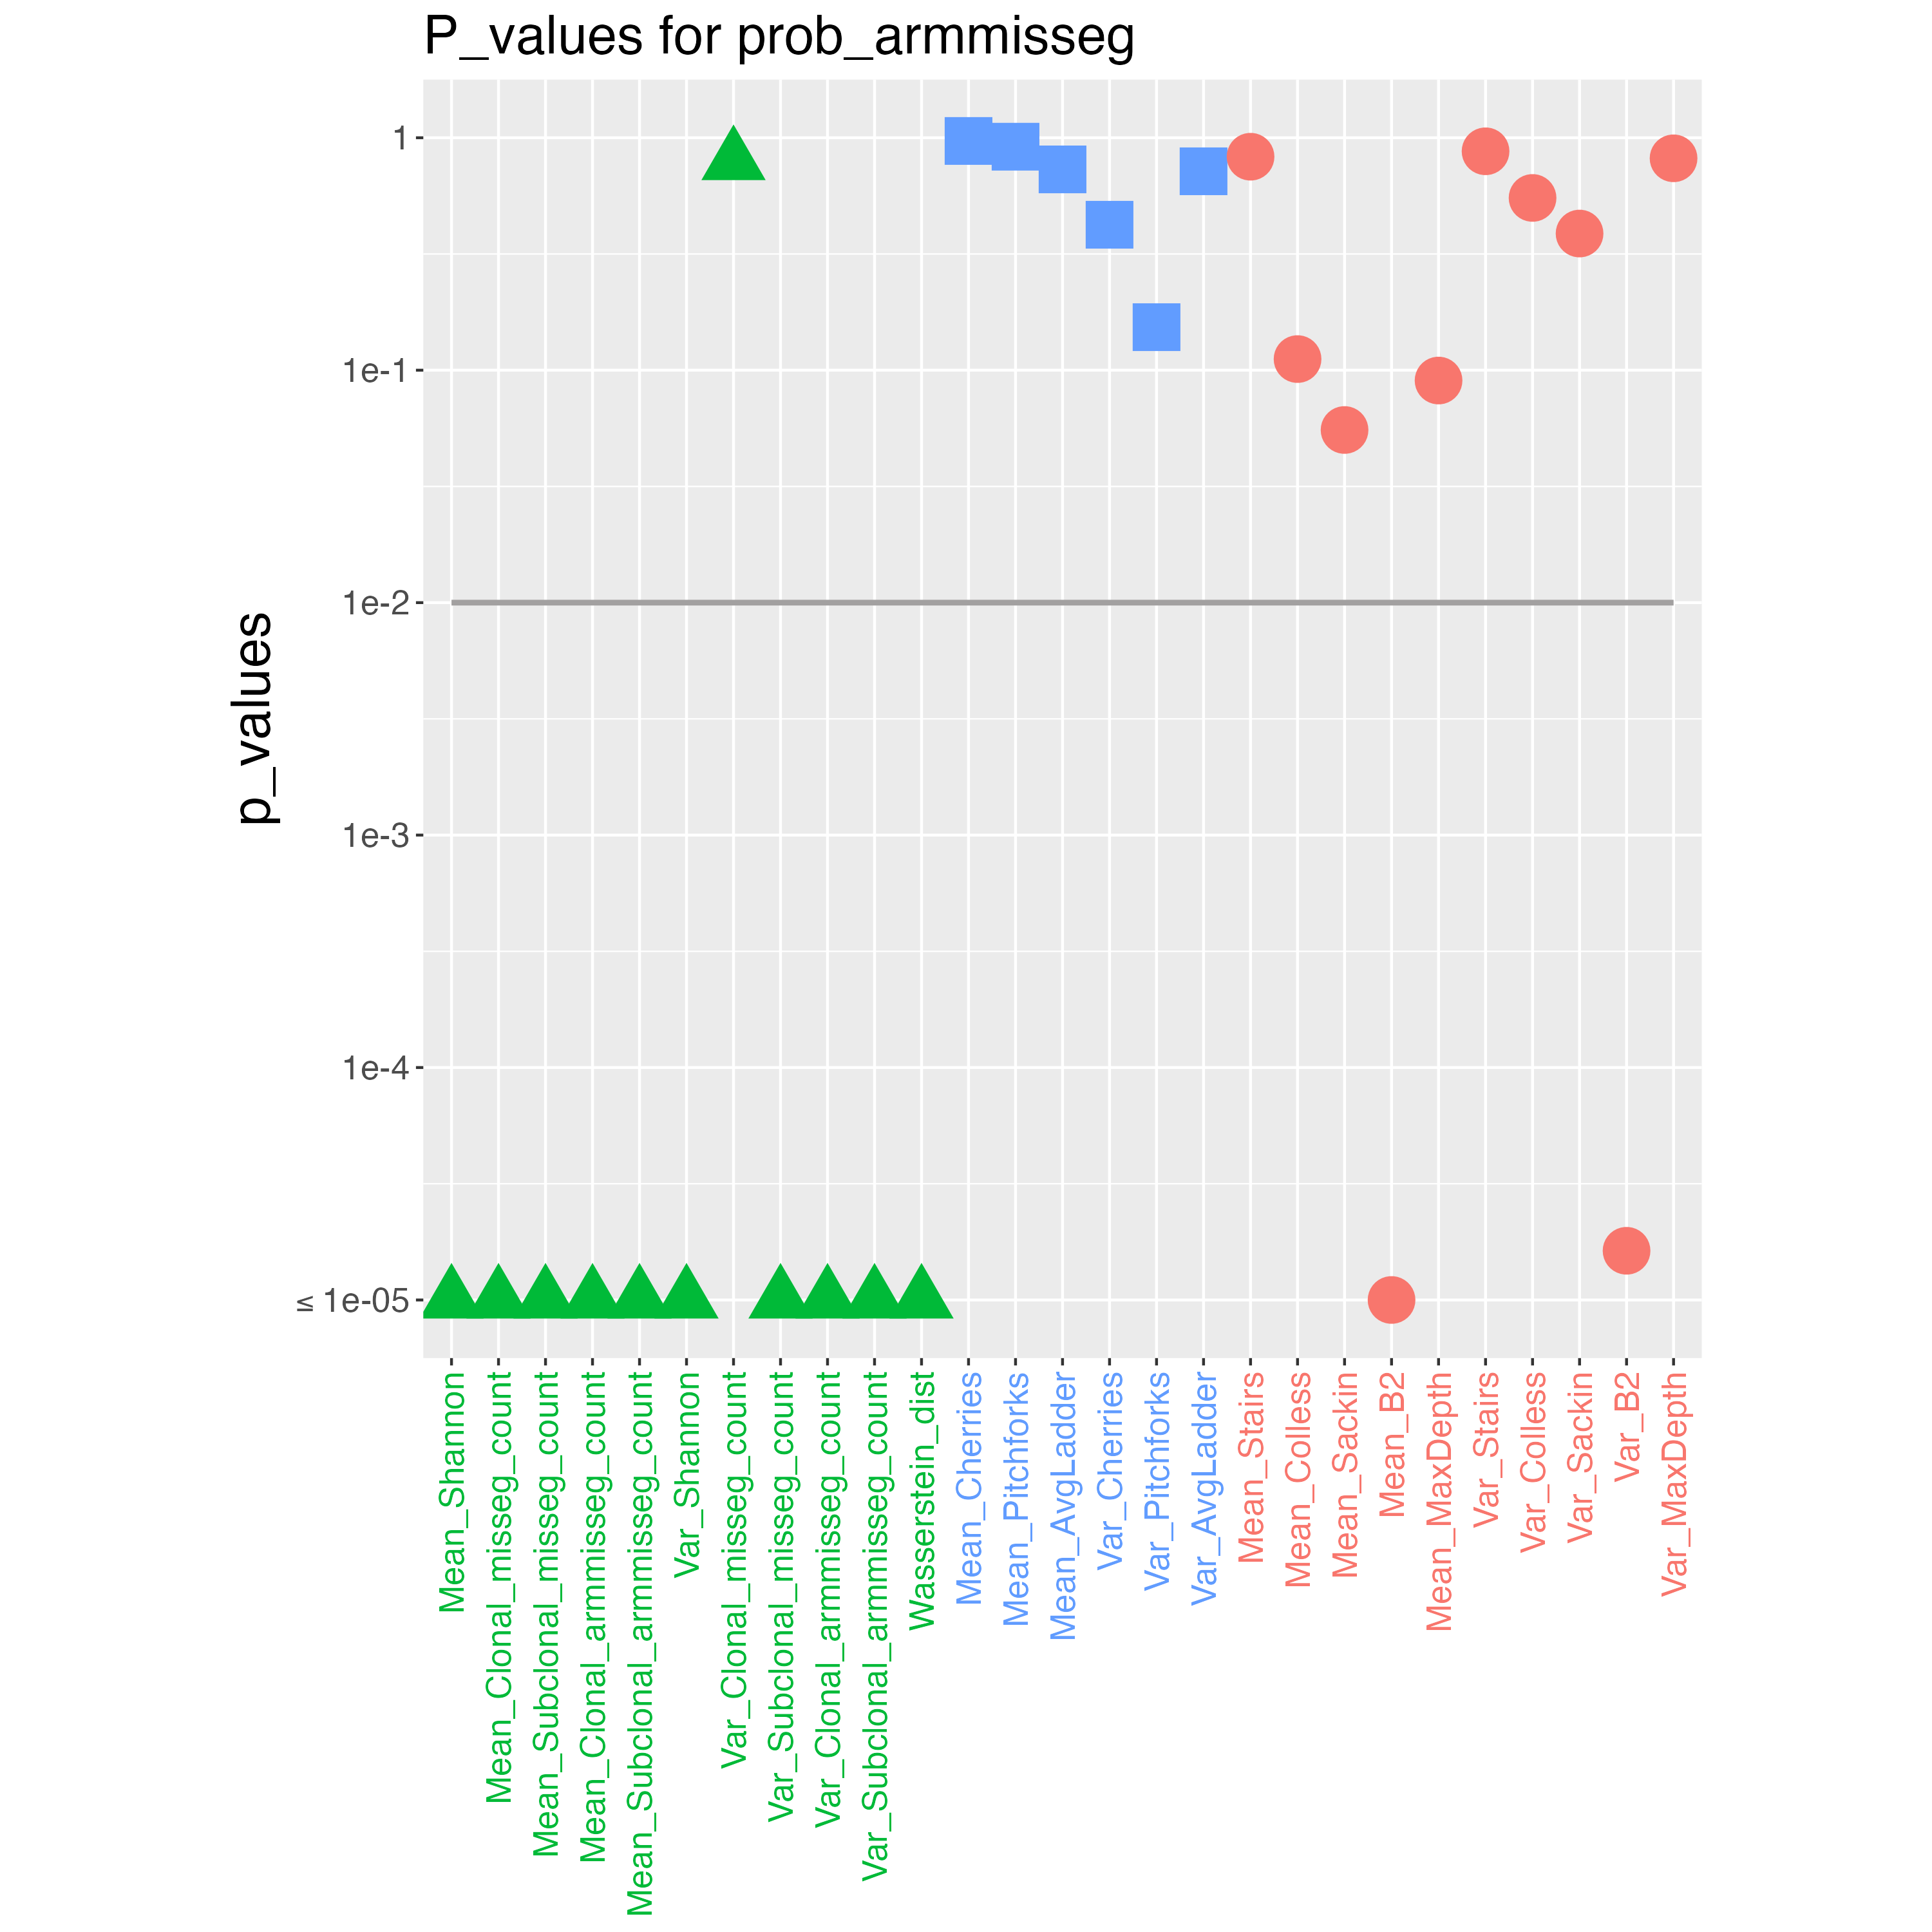 P_values for prob_armmisseg
p_values
1
1e-1
1e-2
1e-3
1e-4
≤ 1e-05
Mean_Shannon
Mean_Clonal_misseg_count
Mean_Subclonal_misseg_count
Mean_Clonal_armmisseg_count
Mean_Subclonal_armmisseg_count
Var_Shannon
Var_Clonal_misseg_count
Var_Subclonal_misseg_count
Var_Clonal_armmisseg_count
Var_Subclonal_armmisseg_count
Wasserstein_dist
Mean_Cherries
Mean_Pitchforks
Mean_AvgLadder
Var_Cherries
Var_Pitchforks
Var_AvgLadder
Mean_Stairs
Mean_Colless
Mean_Sackin
Mean_B2
Mean_MaxDepth
Var_Stairs
Var_Colless
Var_Sackin
Var_B2
Var_MaxDepth